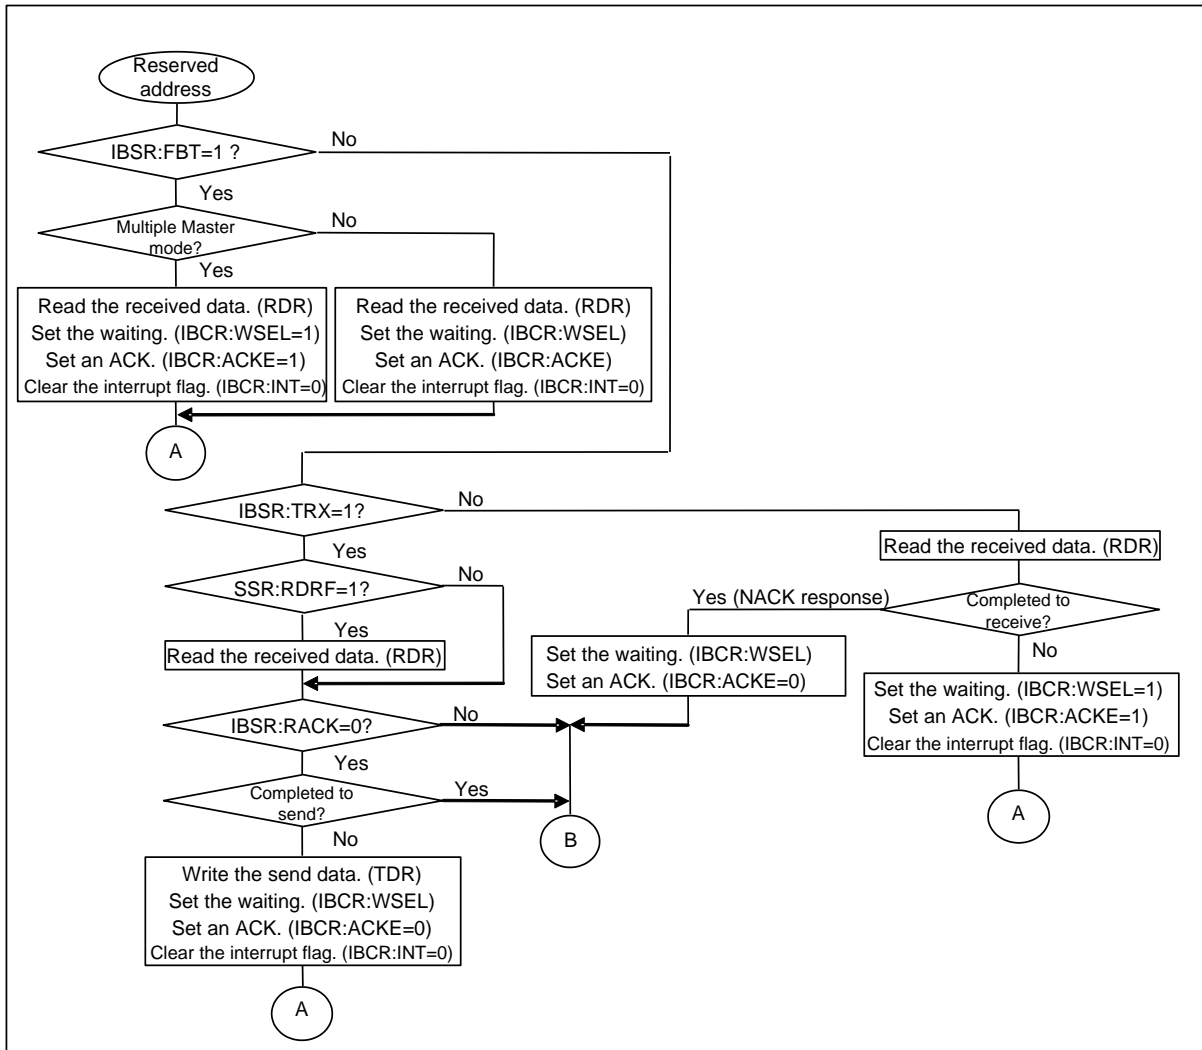 Reserved
address
IBSR:FBT=1 ?
No
Yes
Multiple Master
mode?
No
Yes
Read the received data. (RDR)
Set the waiting. (IBCR:WSEL=1)
Set an ACK. (IBCR:ACKE=1)
Clear the interrupt flag. (IBCR:INT=0)
Read the received data. (RDR)
Set the waiting. (IBCR:WSEL)
Set an ACK. (IBCR:ACKE)
Clear the interrupt flag. (IBCR:INT=0)
A
IBSR:TRX=1?
No
Yes
Read the received data. (RDR)
SSR:RDRF=1?
No
Yes
Read the received data. (RDR)
Completed to
receive?
Yes (NACK response)
No
Set the waiting. (IBCR:WSEL)
Set an ACK. (IBCR:ACKE=0)
Set the waiting. (IBCR:WSEL=1)
Set an ACK. (IBCR:ACKE=1)
Clear the interrupt flag. (IBCR:INT=0)
A
IBSR:RACK=0?
No
Yes
Completed to
send?
Yes
No
B
Write the send data. (TDR)
Set the waiting. (IBCR:WSEL)
Set an ACK. (IBCR:ACKE=0)
Clear the interrupt flag. (IBCR:INT=0)
A